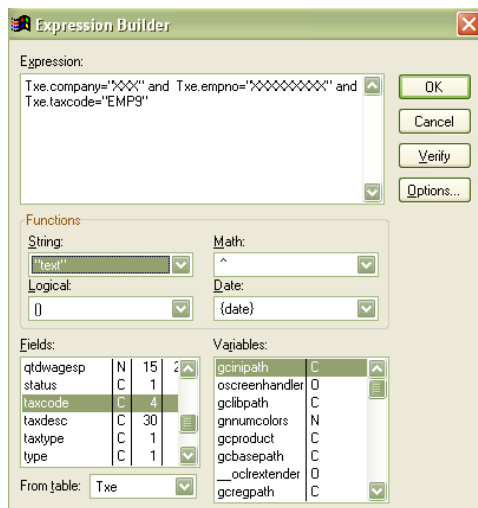 Expression Builder
Expression:
Txe.company="XXX" and Txe.empno="XXXXXXXXX" and
Txe.taxcode="EMP9"
OK
Cancel
Verify
Options...
Functions
String: Math:
"text" ^
Logical: Date:
() {date}
Fields: Variables:
qtdwagesp N 15 2
status C 1
taxcode C 4
taxdesc C 30
taxtype C 1
type C 1
gcinipath C
oscreenhandler O
gclibpath C
gnnumcolors N
gcproduct C
gcbasepath C
__oclrextender O
gcregpath C
From table: Txe